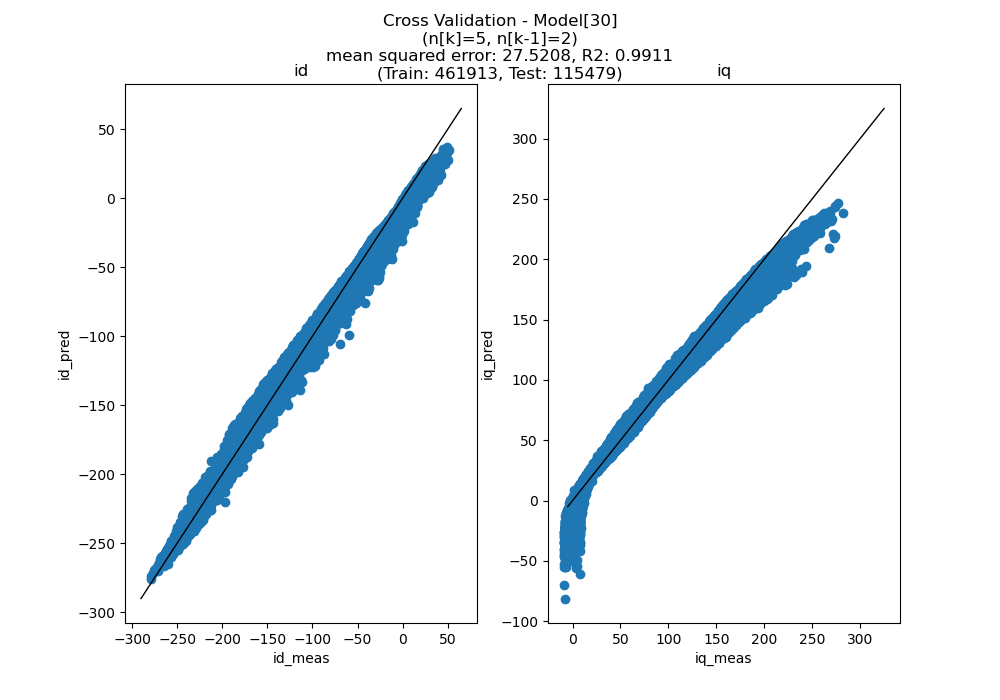 Cross Validation - Model[30]
(n[k]=5, n[k-1]=2)
mean squared error: 27.5208, R2: 0.9911
(Train: 461913, Test: 115479)
id
50
0
−50
−100
−150
−200
−250
−300
id_pred
−300 −250 −200 −150 −100 −50 0 50
id_meas
iq
300
250
200
150
100
50
0
−50
−100
iq_pred
0 50 100 150 200 250 300
iq_meas